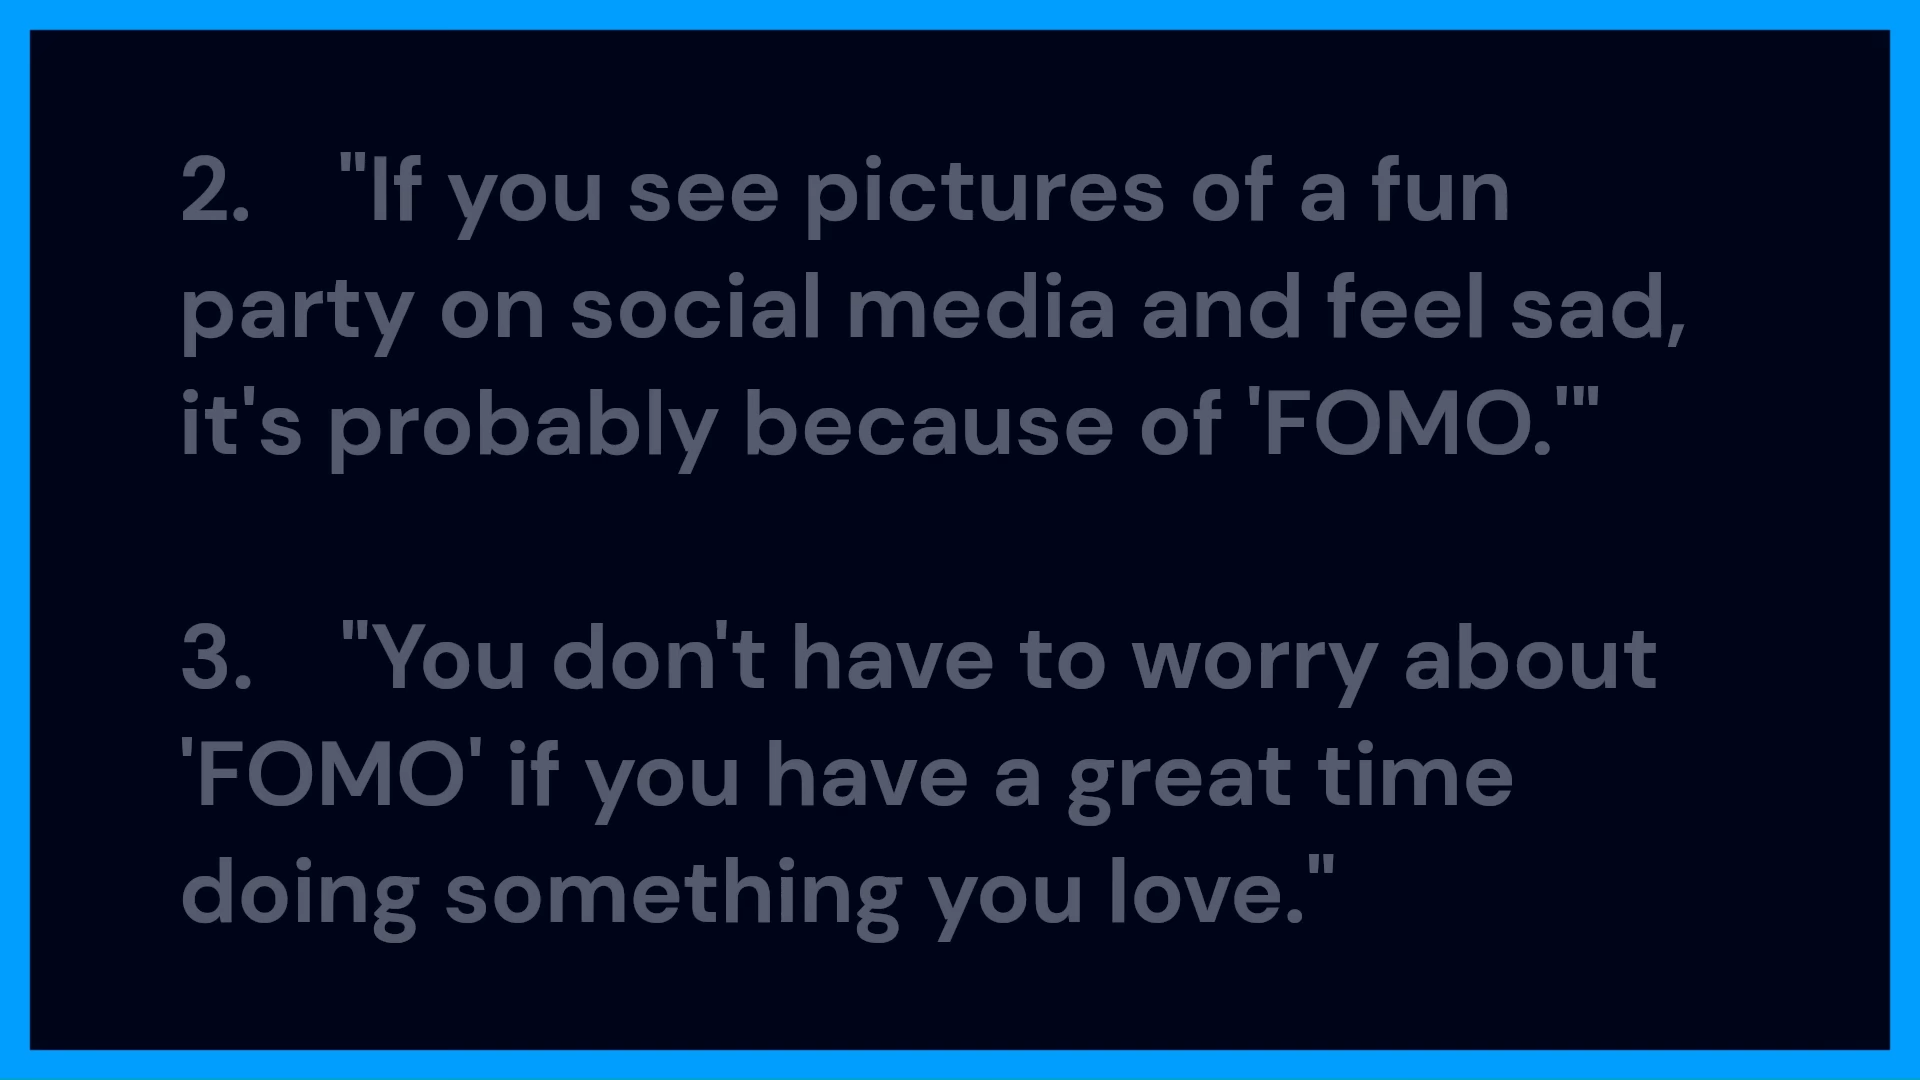 2. "If you see pictures of a fun
party on social media and feel sad,
it's probably because of 'FOMO.'"
3. "You don't have to worry about
'FOMO' if you have a great time
doing something you love."